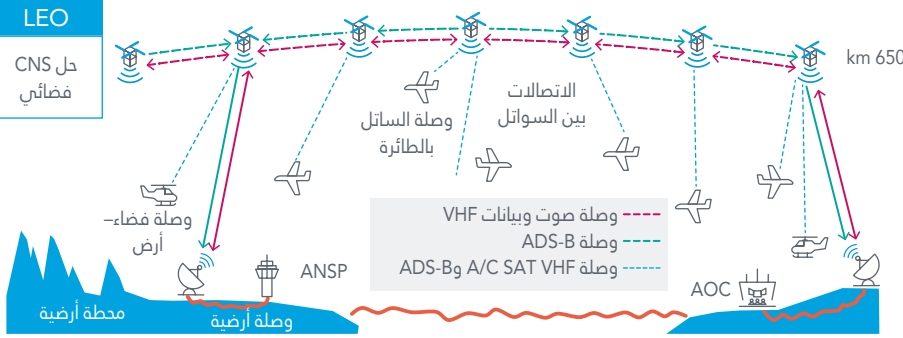 LEO
حل CNS
فضائي
650 km
الاتصالات
بين السواتل
وصلة الساتل
بالطائرة
وصلة فضاء–
أرض
وصلة صوت وبيانات VHF
وصلة ADS-B
وصلة A/C SAT VHF وADS-B
ANSP
AOC
محطة أرضية
وصلة أرضية